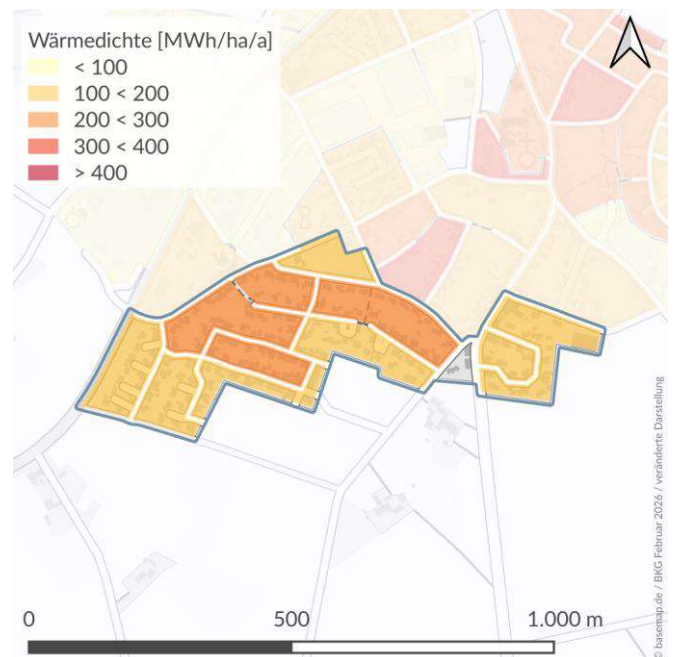 Wärmedichte [MWh/ha/a]
< 100
100 < 200
200 < 300
300 < 400
> 400
© basemap.de / BKG Februar 2026 / veränderte Darstellung
0 500 1.000 m